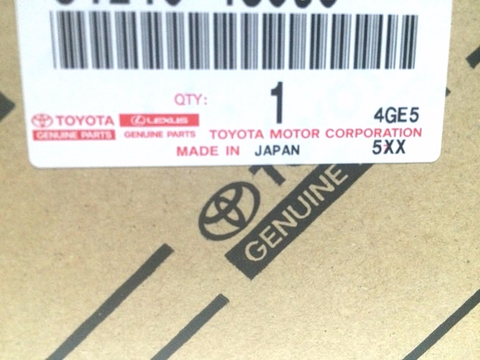 QTY: 1
4GE5
TOYOTA LEXUS
GENUINE PARTS GENUINE PARTS TOYOTA MOTOR CORPORATION
MADE IN JAPAN 5XX
GENUINE